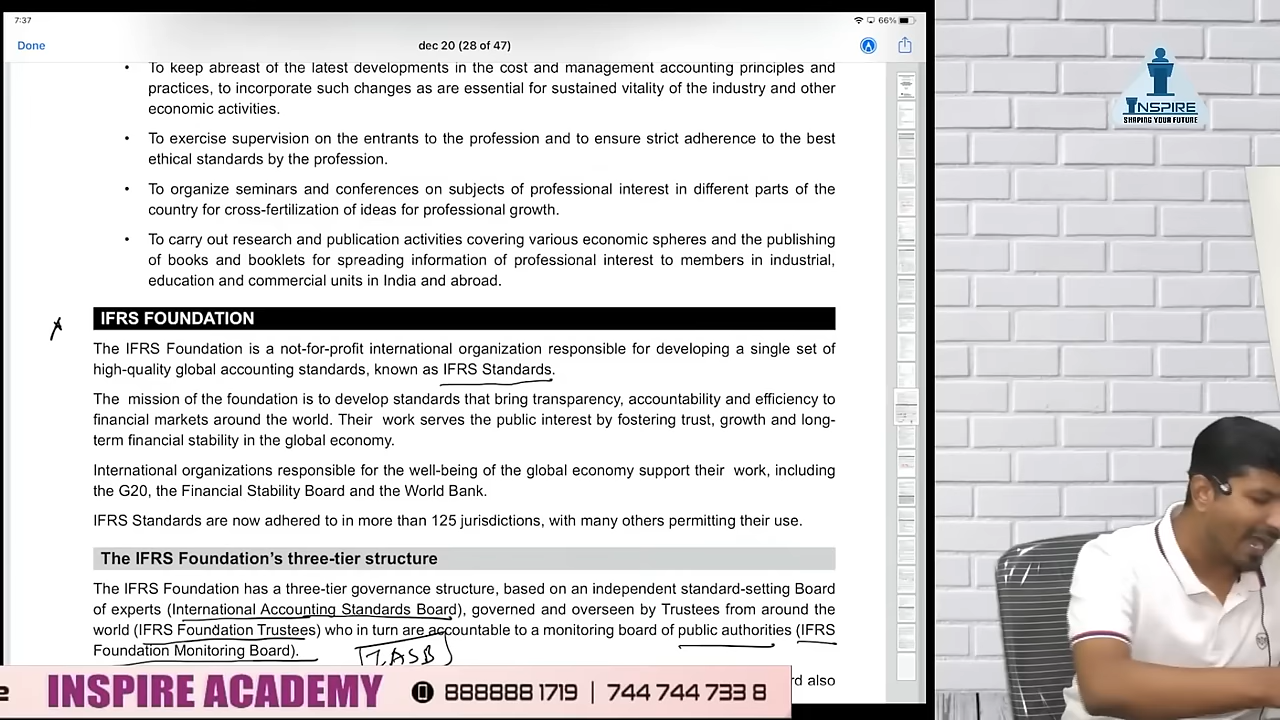 7:37
66%
Done
dec 20 (28 of 47)
• To keep abreast of the latest developments in the cost and management accounting principles and
practices, to incorporate such changes as are essential for sustained vitality of the industry and other
economic activities.
• To exercise supervision on the entrants to the profession and to ensure strict adherence to the best
ethical standards by the profession.
• To organize seminars and conferences on subjects of professional interest in different parts of the
country for cross-fertilization of ideas for professional growth.
• To carry out research and publication activities covering various economic spheres and the publishing
of books and booklets for spreading information of professional interest to members in industrial,
education and commercial units in India and abroad.
IFRS FOUNDATION
The IFRS Foundation is a not-for-profit international organization responsible for developing a single set of
high-quality global accounting standards, known as IFRS Standards.
The mission of the foundation is to develop standards that bring transparency, accountability and efficiency to
financial markets around the world. Their work serves the public interest by fostering trust, growth and long-
term financial stability in the global economy.
International organizations responsible for the well-being of the global economy support their work, including
the G20, the Financial Stability Board and the World Bank.
IFRS Standards are now adhered to in more than 125 jurisdictions, with many others permitting their use.
The IFRS Foundation's three-tier structure
The IFRS Foundation has a three-tier governance structure, based on an independent standard-setting Board
of experts (International Accounting Standards Board), governed and overseen by Trustees from around the
world (IFRS Foundation Trustees) who in turn are accountable to a monitoring board of public authorities (IFRS
Foundation Monitoring Board).
IASB
rd also
e INSPIRE ACADEMY 888888 1719 | 744 744 733 8
INSPIRE
SHAPING YOUR FUTURE